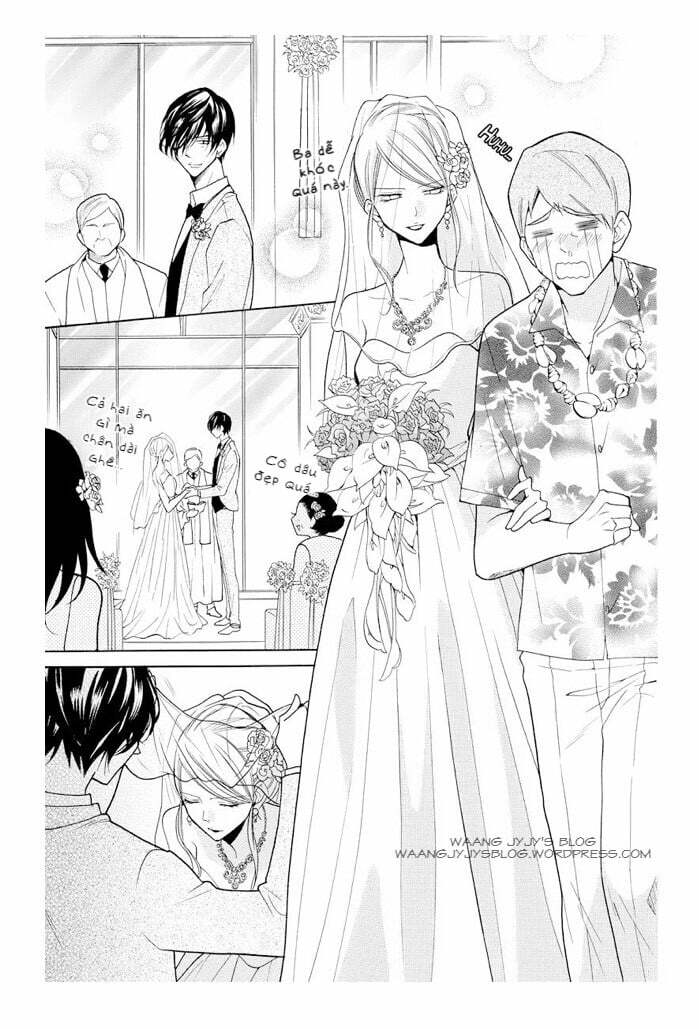 Huhu...
Ba dễ
khóc
quá này.
Cả hai ăn
gì mà
chân dài
ghê...
Cô dâu
đẹp quá
WAANG JYJY'S BLOG
WAANGJYJYSBLOG.WORDPRESS.COM